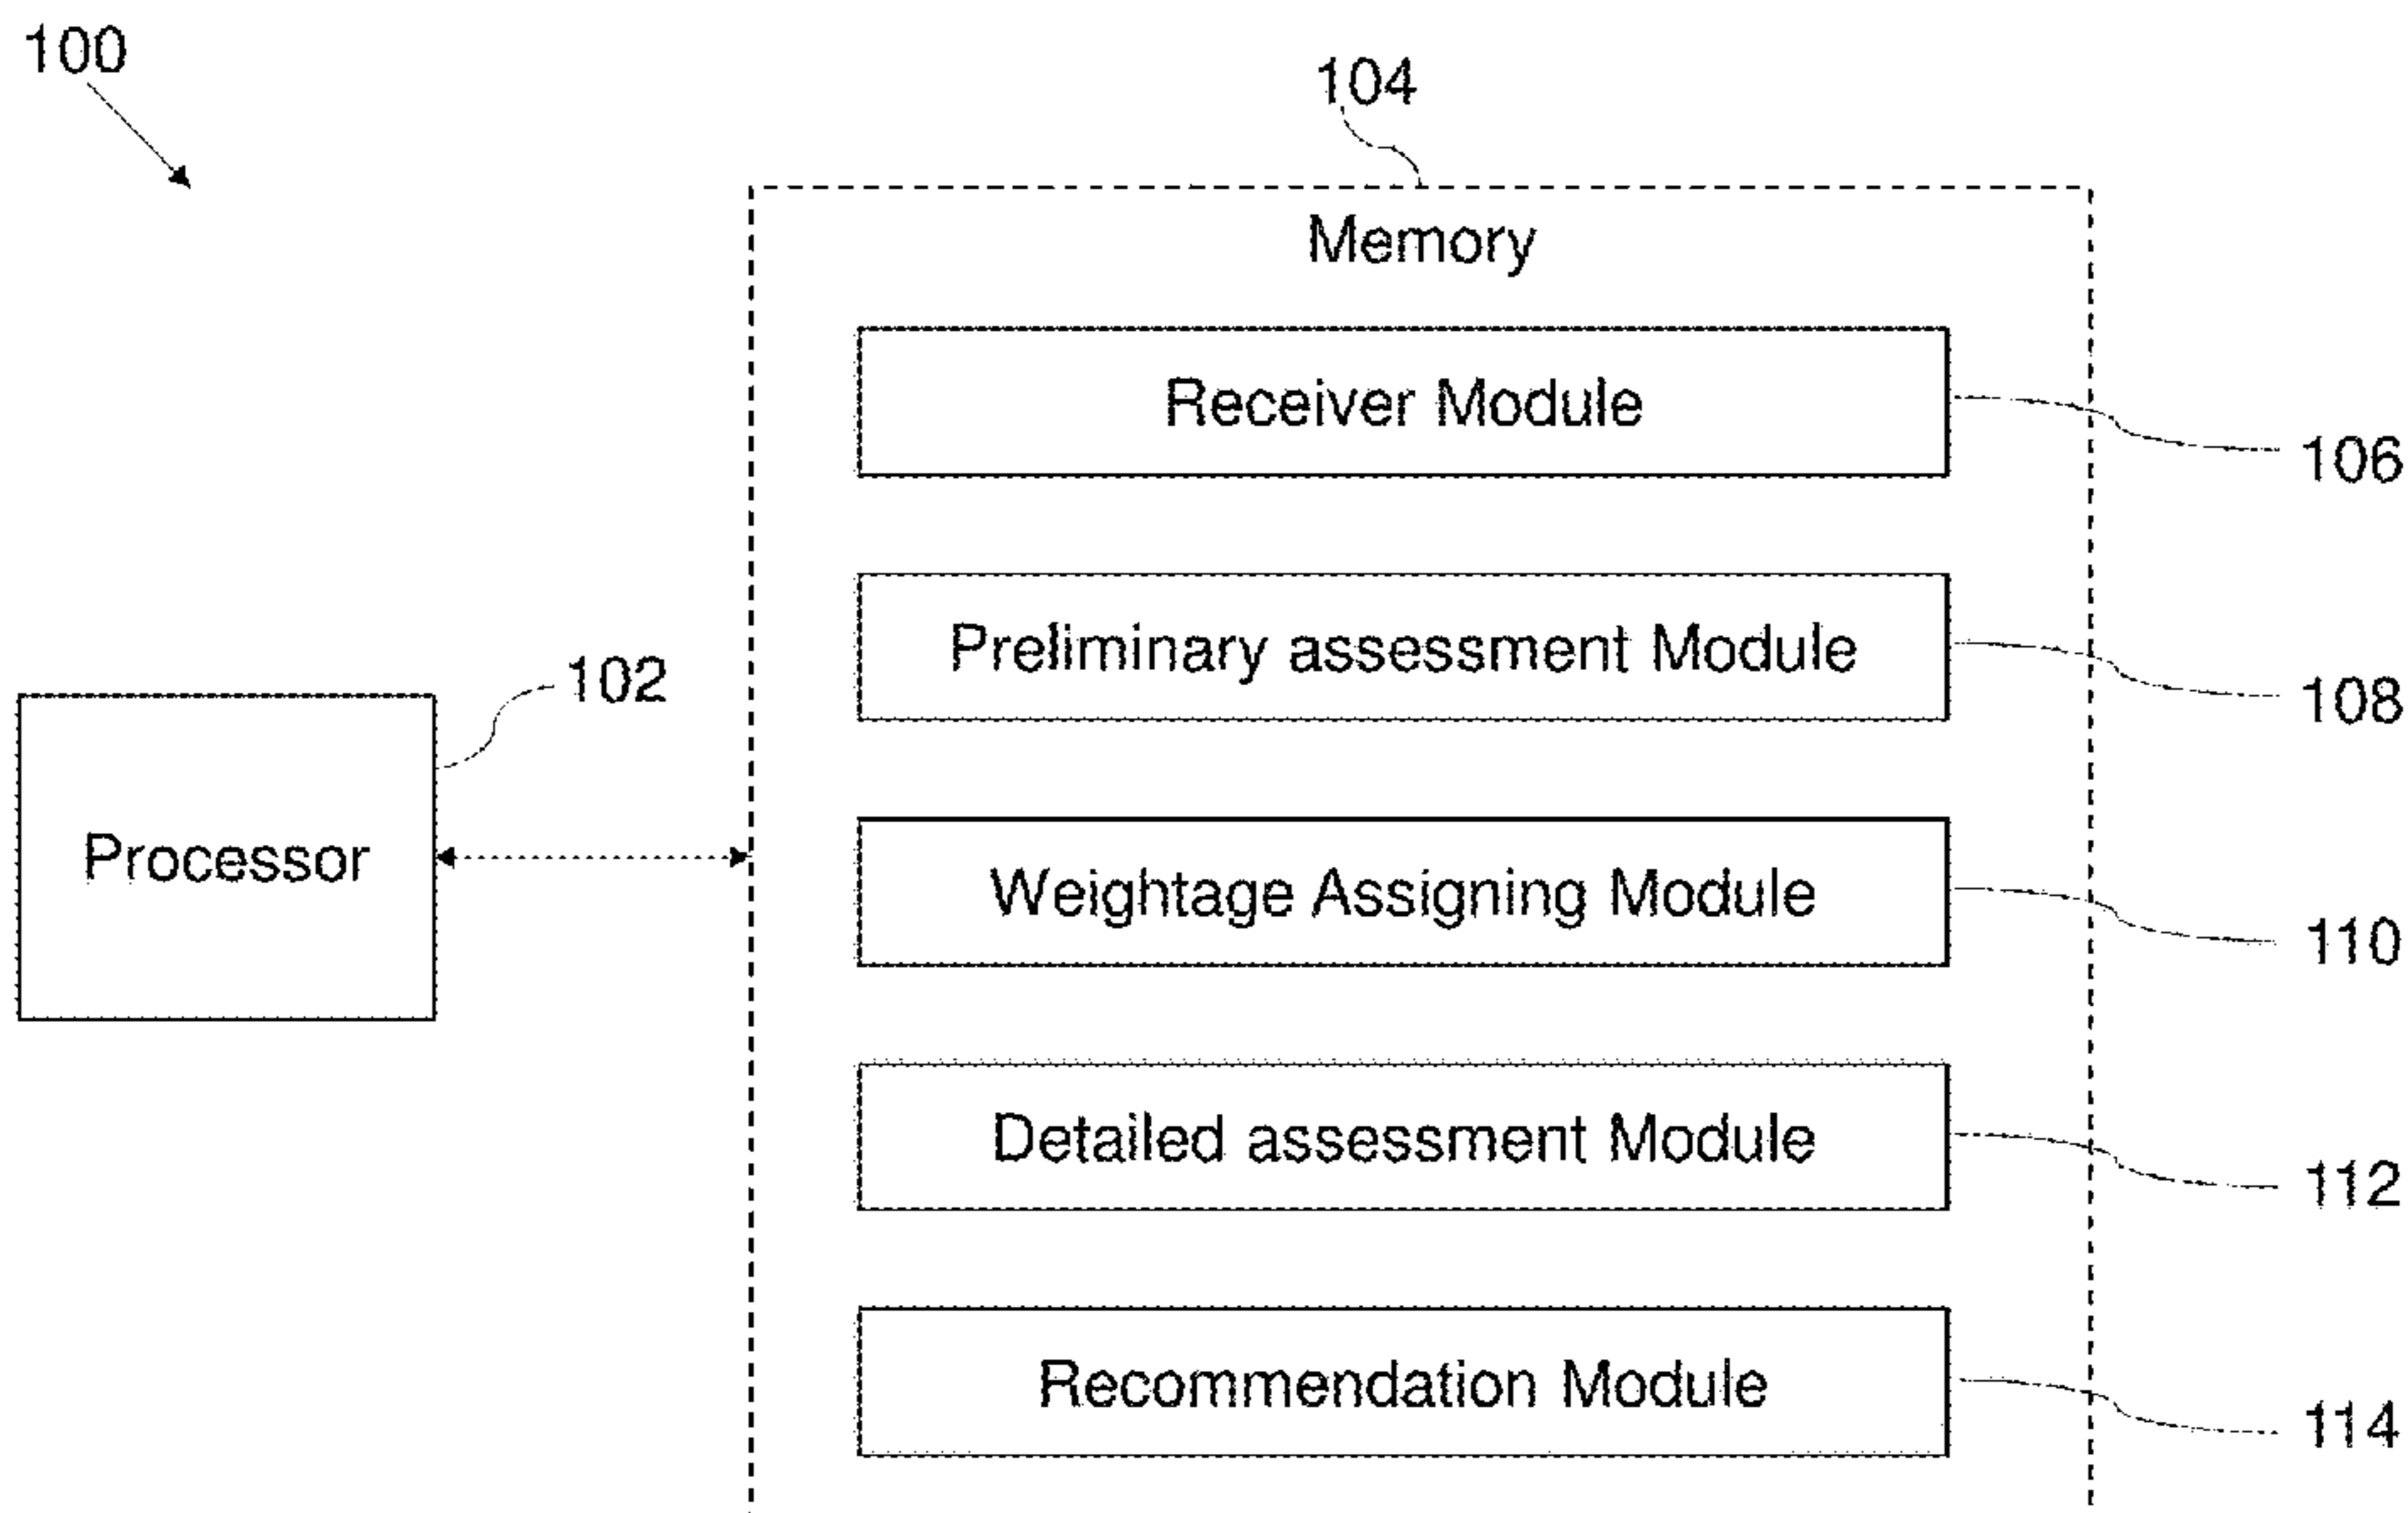 100
104
Memory
Receiver Module
106
Preliminary assessment Module
102
108
Processor
Weightage Assigning Module
110
Detailed assessment Module
112
Recommendation Module
114